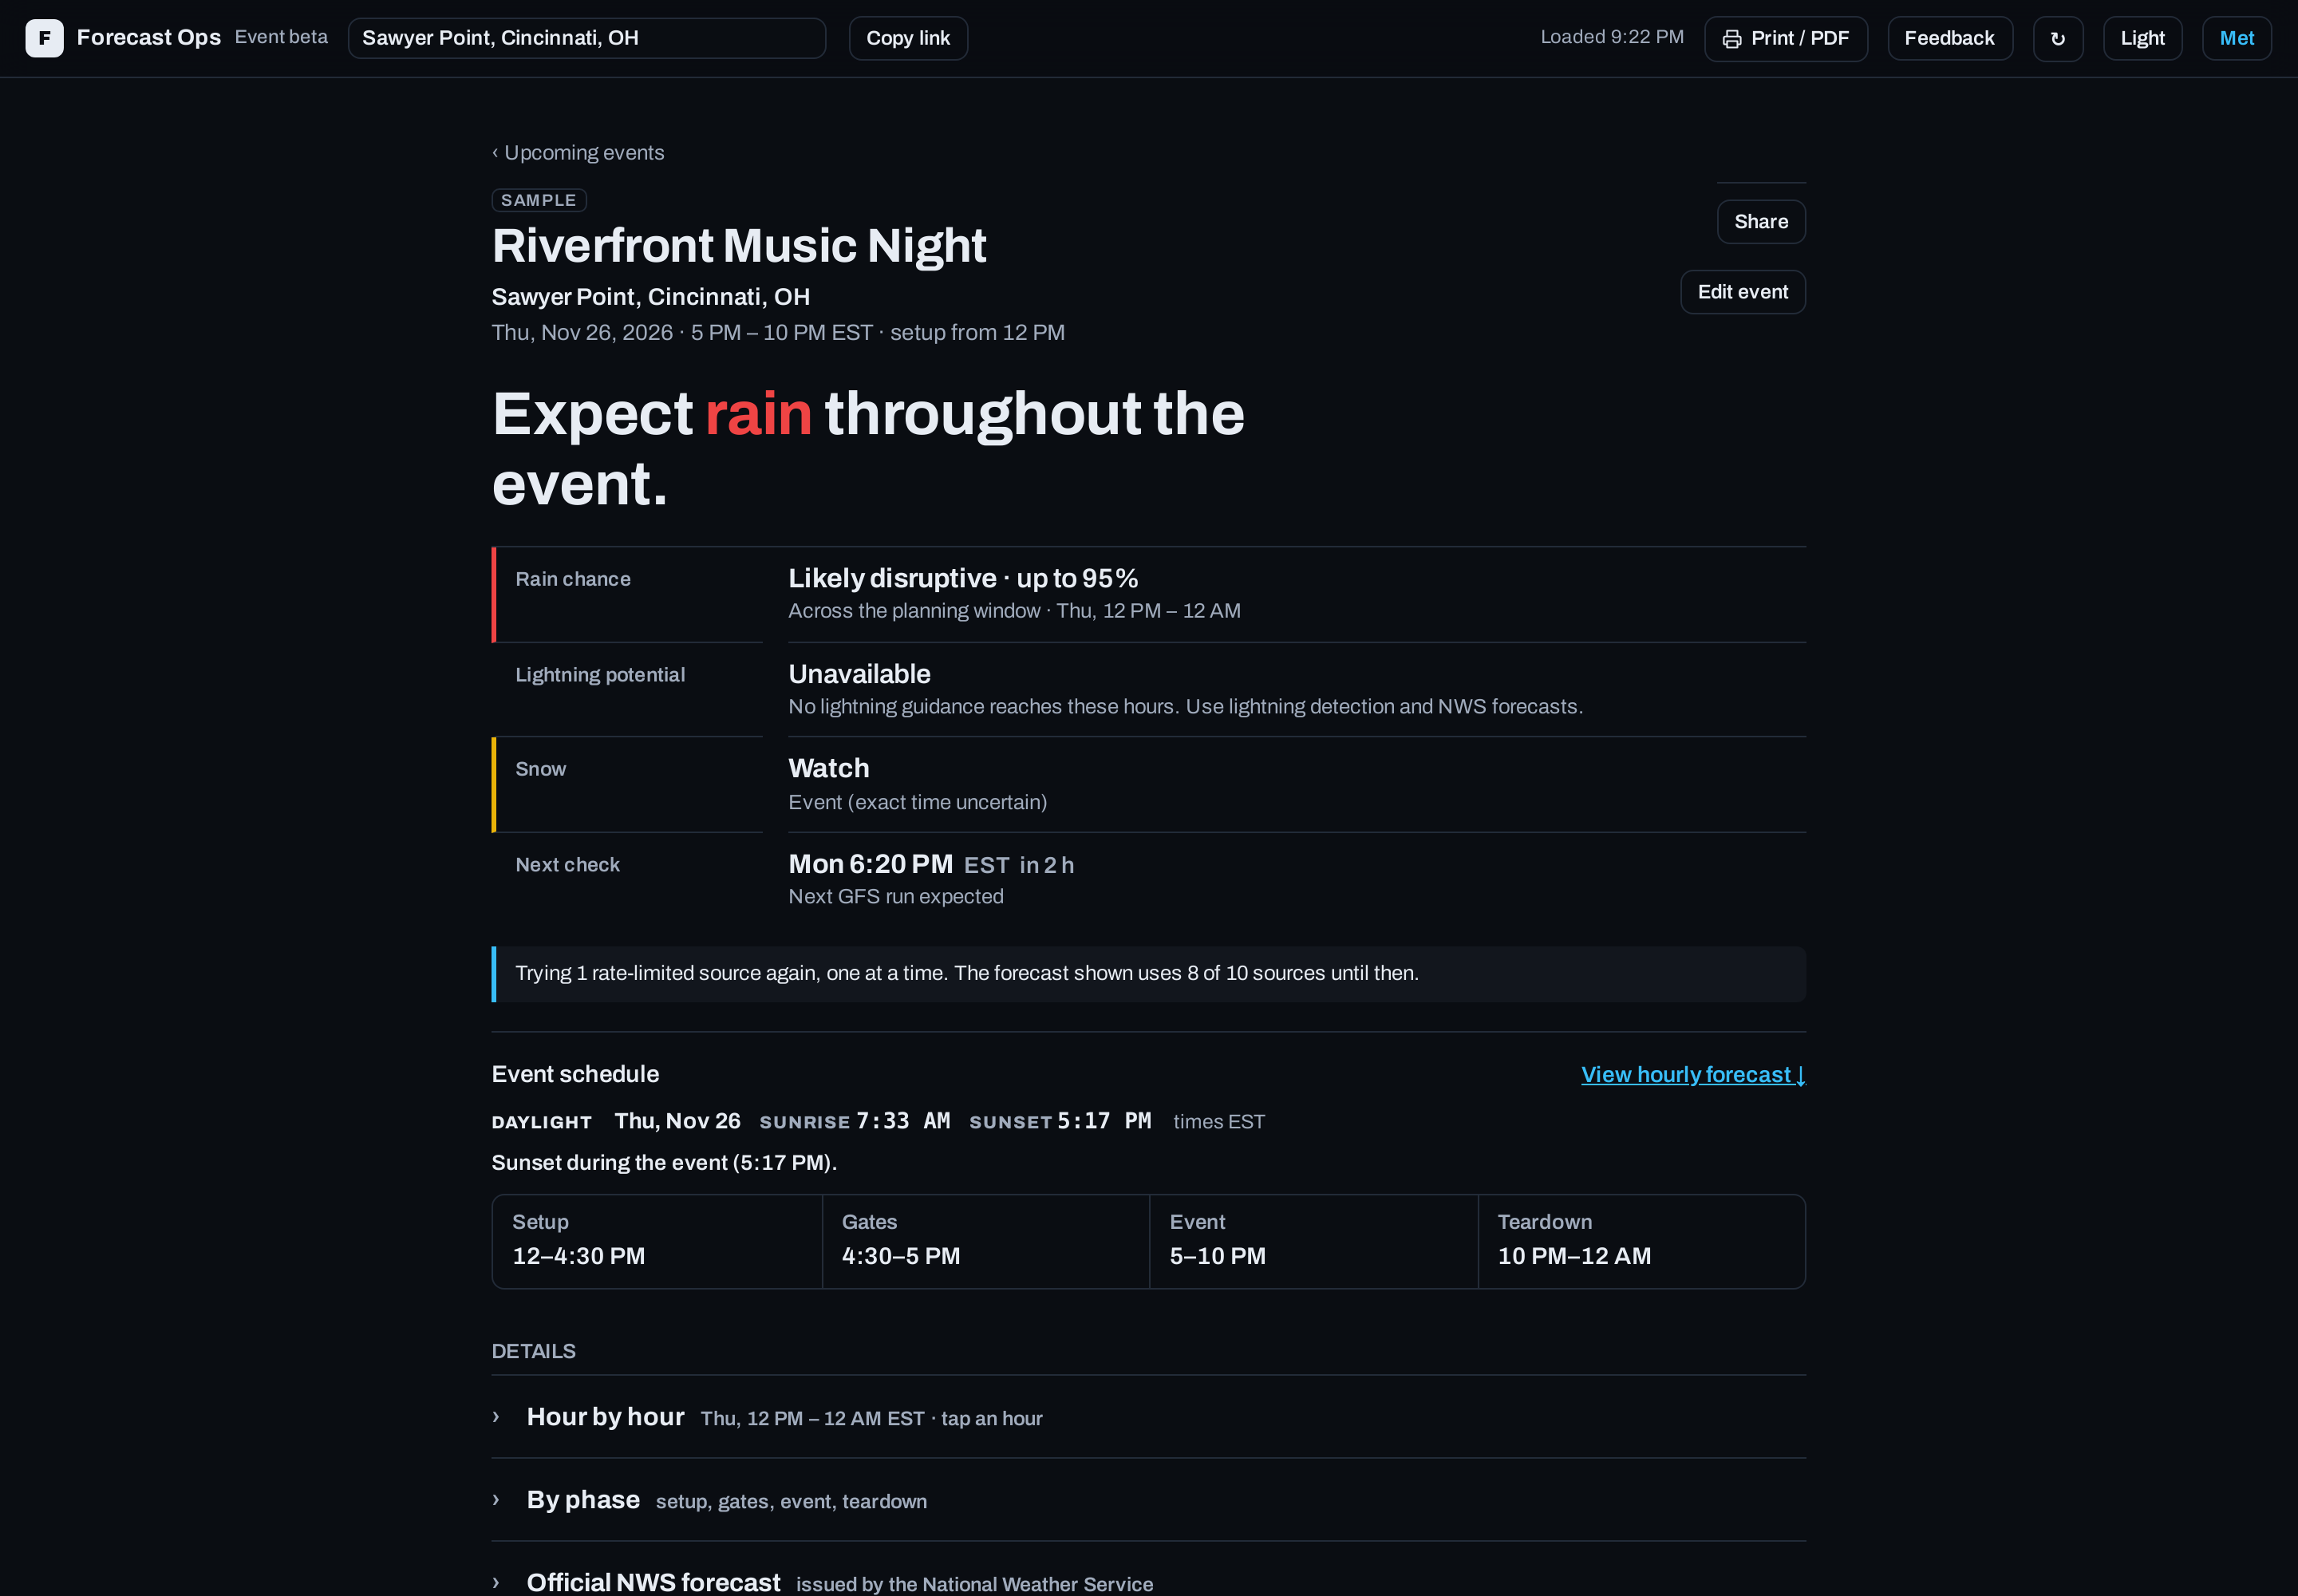 F Forecast Ops Event beta Sawyer Point, Cincinnati, OH Copy link Loaded 9:22 PM Print / PDF Feedback ↻ Light Met
‹ Upcoming events
SAMPLE
Riverfront Music Night
Sawyer Point, Cincinnati, OH
Thu, Nov 26, 2026 · 5 PM – 10 PM EST · setup from 12 PM
Share
Edit event
Expect rain throughout the
event.
Rain chance
Likely disruptive · up to 95%
Across the planning window · Thu, 12 PM – 12 AM
Lightning potential
Unavailable
No lightning guidance reaches these hours. Use lightning detection and NWS forecasts.
Snow
Watch
Event (exact time uncertain)
Next check
Mon 6:20 PM EST in 2 h
Next GFS run expected
Trying 1 rate-limited source again, one at a time. The forecast shown uses 8 of 10 sources until then.
Event schedule
View hourly forecast ↓
DAYLIGHT Thu, Nov 26 SUNRISE 7:33 AM SUNSET 5:17 PM times EST
Sunset during the event (5:17 PM).
Setup
12–4:30 PM
Gates
4:30–5 PM
Event
5–10 PM
Teardown
10 PM–12 AM
DETAILS
› Hour by hour Thu, 12 PM – 12 AM EST · tap an hour
› By phase setup, gates, event, teardown
› Official NWS forecast issued by the National Weather Service